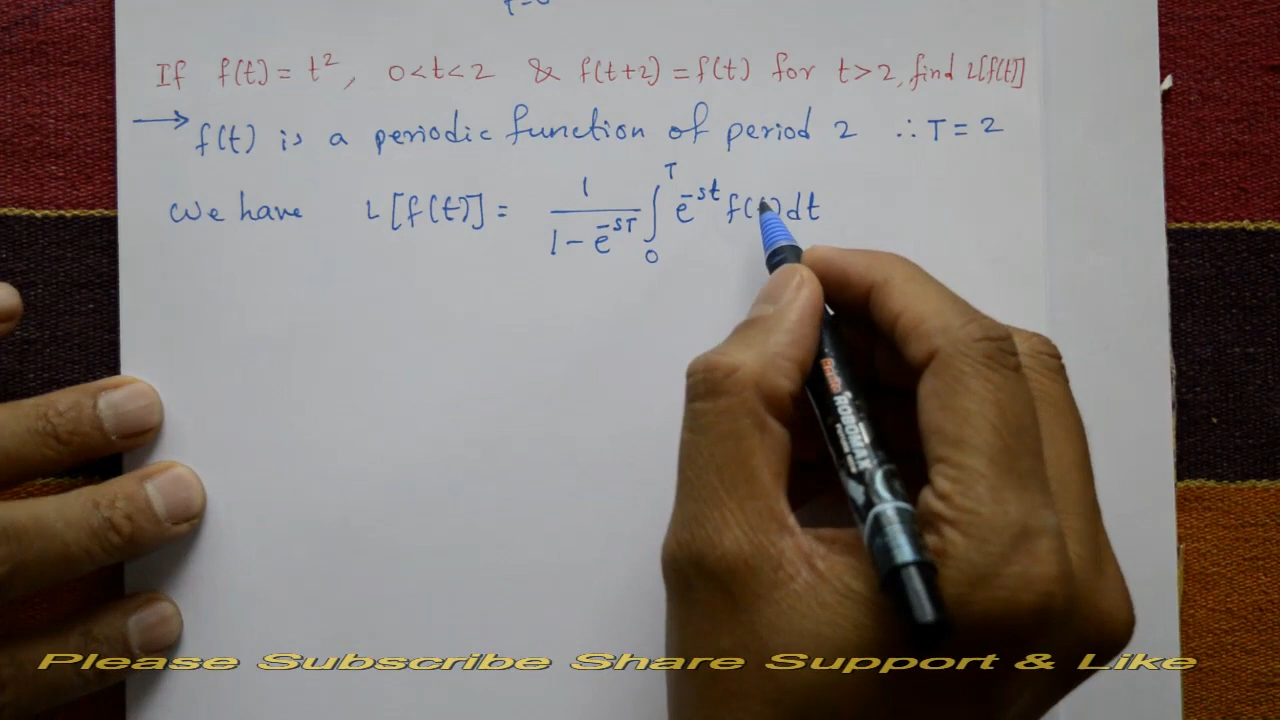 If f(t) = t², 0<t<2 & f(t+2) = f(t) for t>2, find L[f(t)]
→ f(t) is a periodic function of period 2 ∴ T = 2
We have L[f(t)] = 1/(1 - e^-sT) ∫₀^T e^-st f(t) dt
ROBOMAX
Please Subscribe Share Support & Like